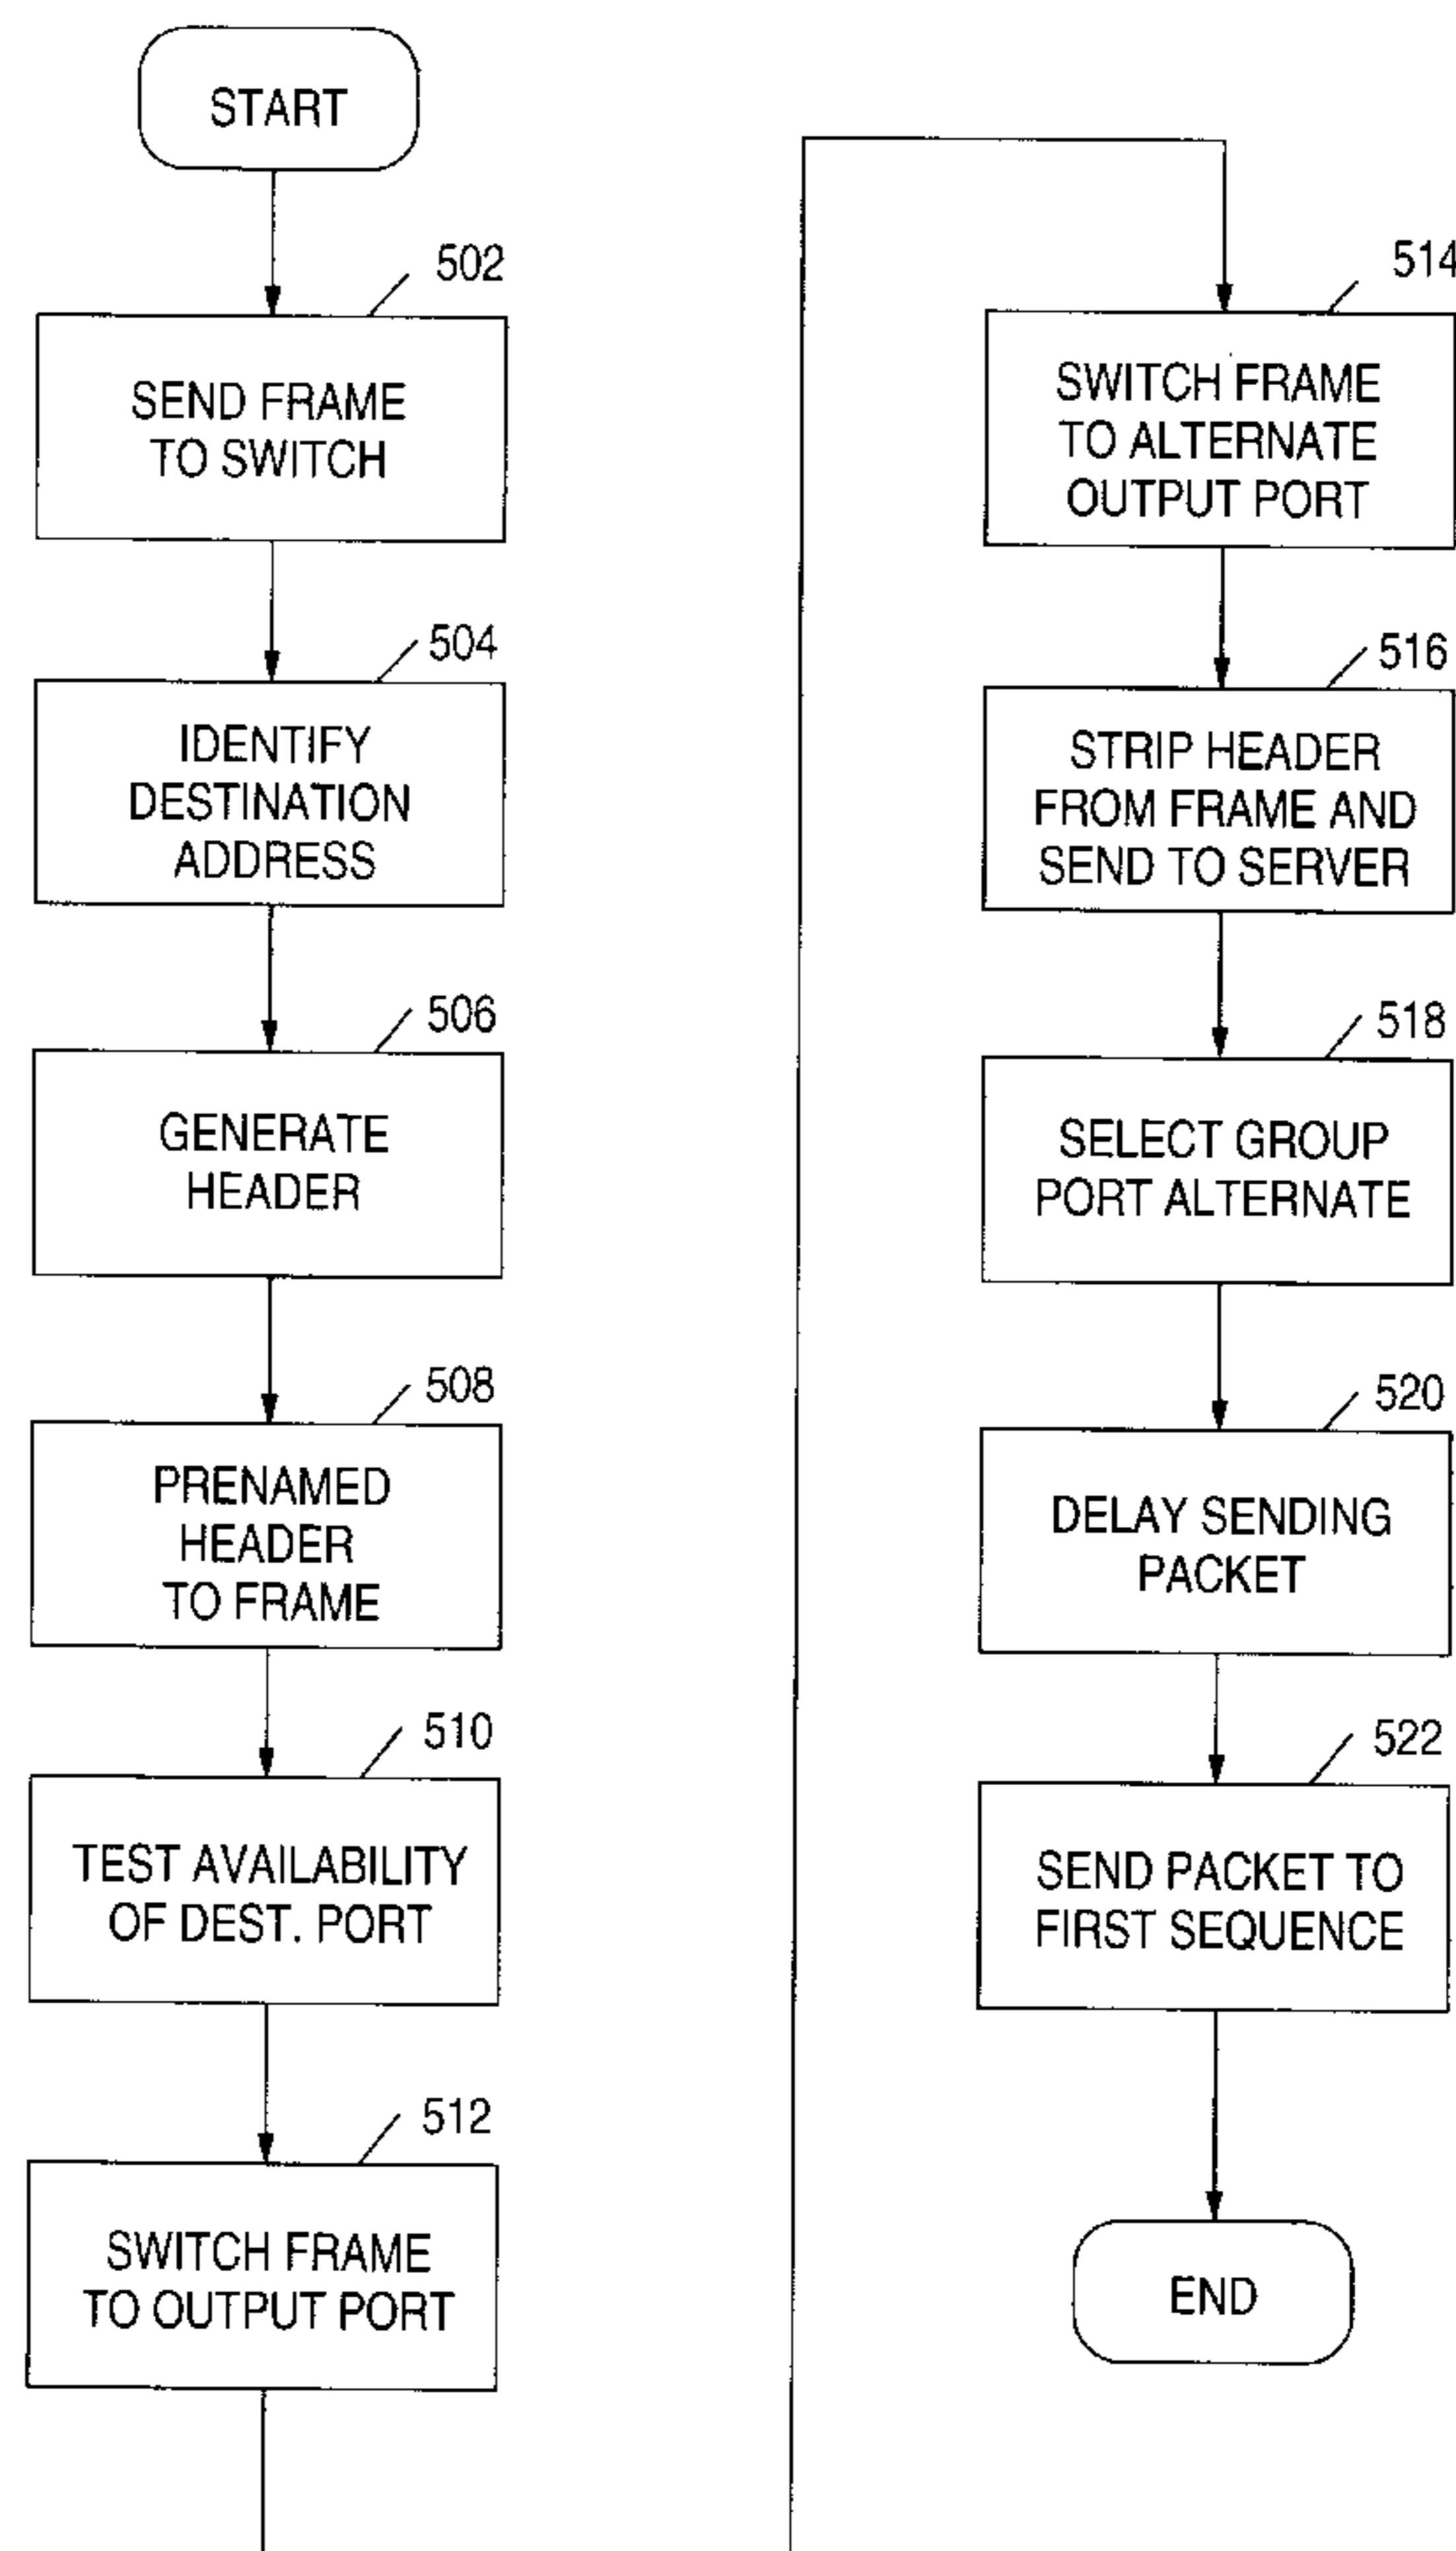 START
502
SEND FRAME
TO SWITCH
504
IDENTIFY
DESTINATION
ADDRESS
506
GENERATE
HEADER
508
PRENAMED
HEADER
TO FRAME
510
TEST AVAILABILITY
OF DEST. PORT
512
SWITCH FRAME
TO OUTPUT PORT
514
SWITCH FRAME
TO ALTERNATE
OUTPUT PORT
516
STRIP HEADER
FROM FRAME AND
SEND TO SERVER
518
SELECT GROUP
PORT ALTERNATE
520
DELAY SENDING
PACKET
522
SEND PACKET TO
FIRST SEQUENCE
END